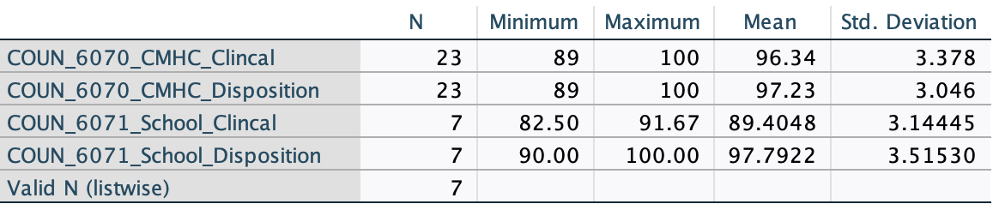 N Minimum Maximum Mean Std. Deviation
COUN_6070_CMHC_Clincal 23 89 100 96.34 3.378
COUN_6070_CMHC_Disposition 23 89 100 97.23 3.046
COUN_6071_School_Clincal 7 82.50 91.67 89.4048 3.14445
COUN_6071_School_Disposition 7 90.00 100.00 97.7922 3.51530
Valid N (listwise) 7